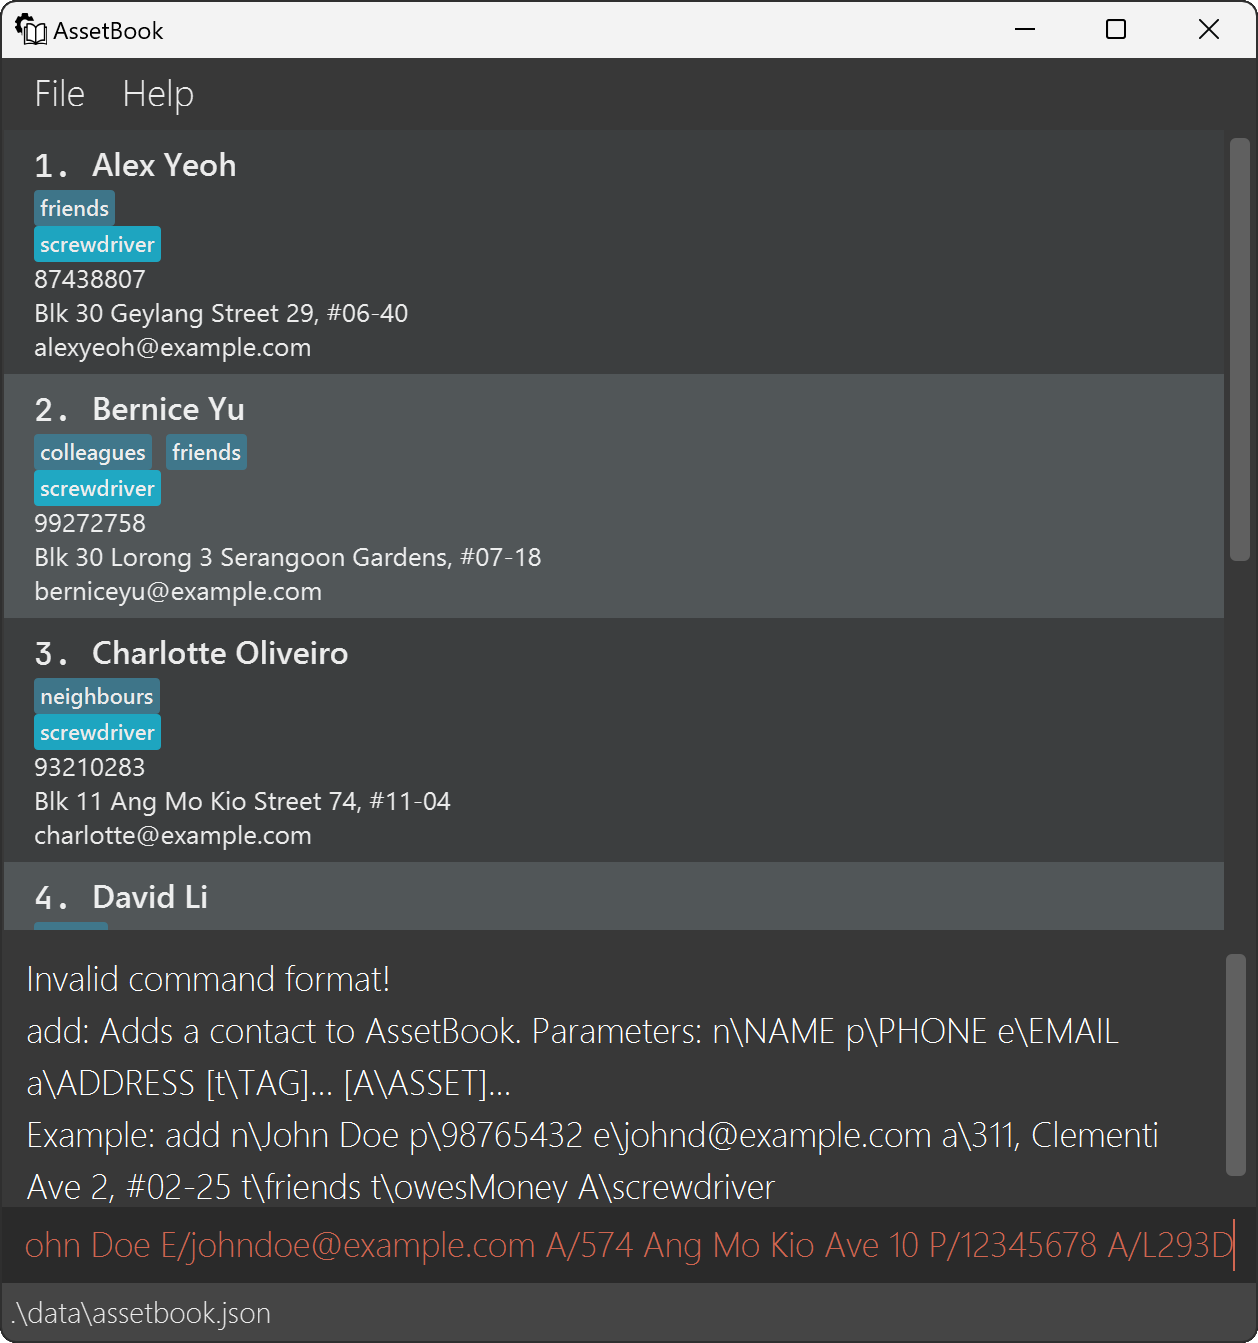 AssetBook
File Help
1. Alex Yeoh
friends
screwdriver
87438807
Blk 30 Geylang Street 29, #06-40
alexyeoh@example.com
2. Bernice Yu
colleagues friends
screwdriver
99272758
Blk 30 Lorong 3 Serangoon Gardens, #07-18
berniceyu@example.com
3. Charlotte Oliveiro
neighbours
screwdriver
93210283
Blk 11 Ang Mo Kio Street 74, #11-04
charlotte@example.com
4. David Li
Invalid command format!
add: Adds a contact to AssetBook. Parameters: n\NAME p\PHONE e\EMAIL
a\ADDRESS [t\TAG]... [A\ASSET]...
Example: add n\John Doe p\98765432 e\johnd@example.com a\311, Clementi
Ave 2, #02-25 t\friends t\owesMoney A\screwdriver
ohn Doe E/johndoe@example.com A/574 Ang Mo Kio Ave 10 P/12345678 A/L293D
.\data\assetbook.json